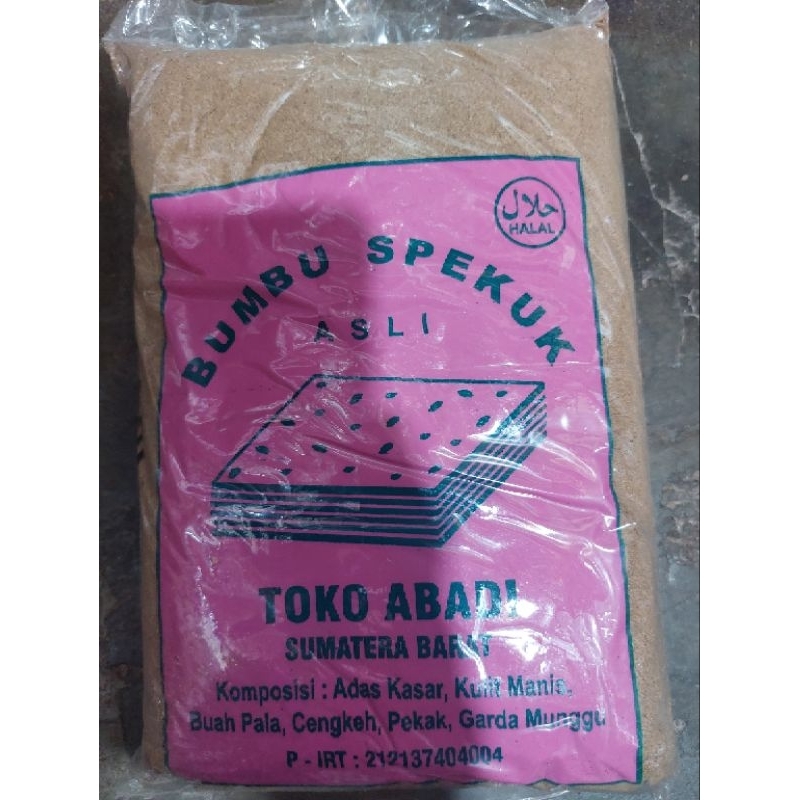 حلال
HALAL
BUMBU SPEKUK
ASLI
TOKO ABADI
SUMATERA BARAT
Komposisi : Adas Kasar, Kulit Manis,
Buah Pala, Cengkeh, Pekak, Garda Munggu
P - IRT : 212137404004